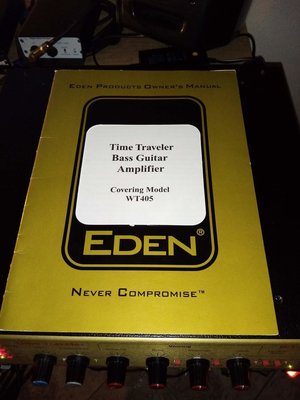 Eden Products Owner's Manual
Time Traveler
Bass Guitar
Amplifier
Covering Model
WT405
EDEN®
Never Compromise™